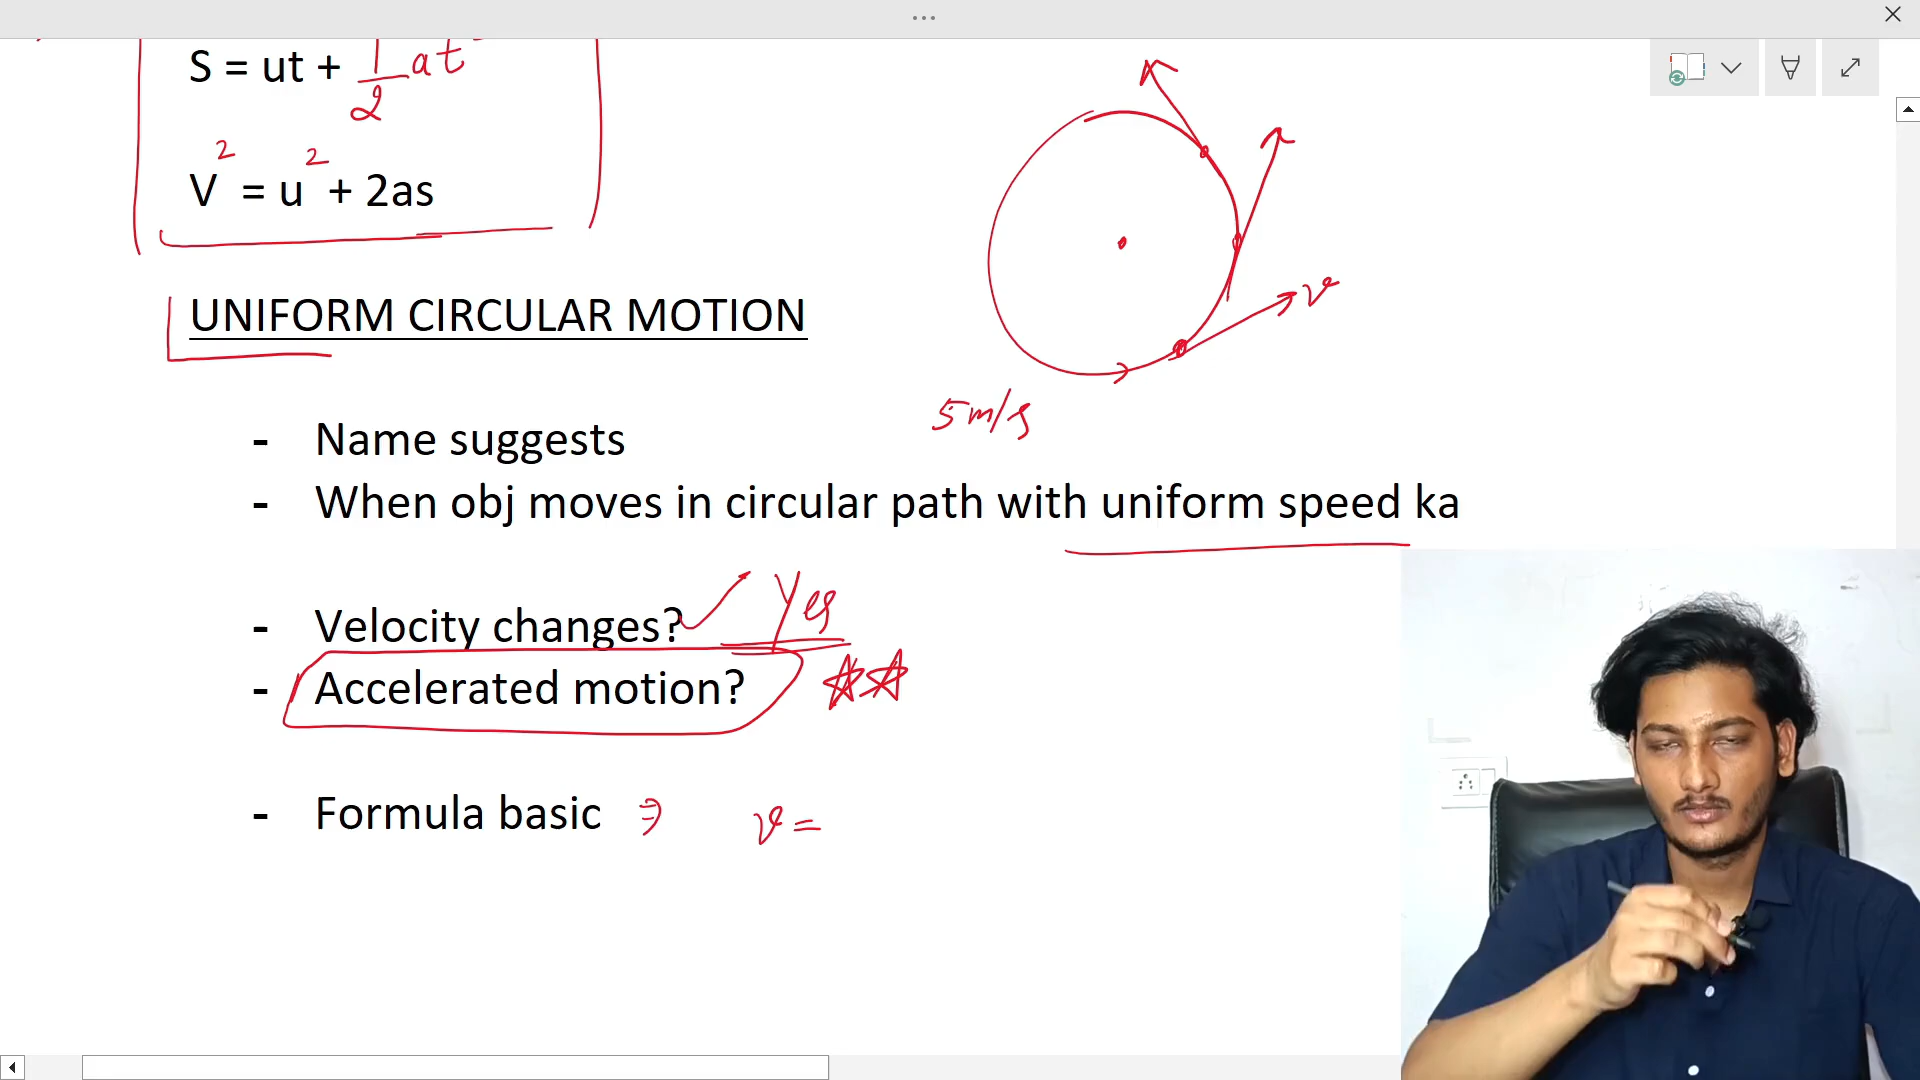 S = ut + 1/2 at
V² = u² + 2as
UNIFORM CIRCULAR MOTION
v
5 m/s
- Name suggests
- When obj moves in circular path with uniform speed ka
- Velocity changes? Yes
- Accelerated motion?
- Formula basic ⇒ v =